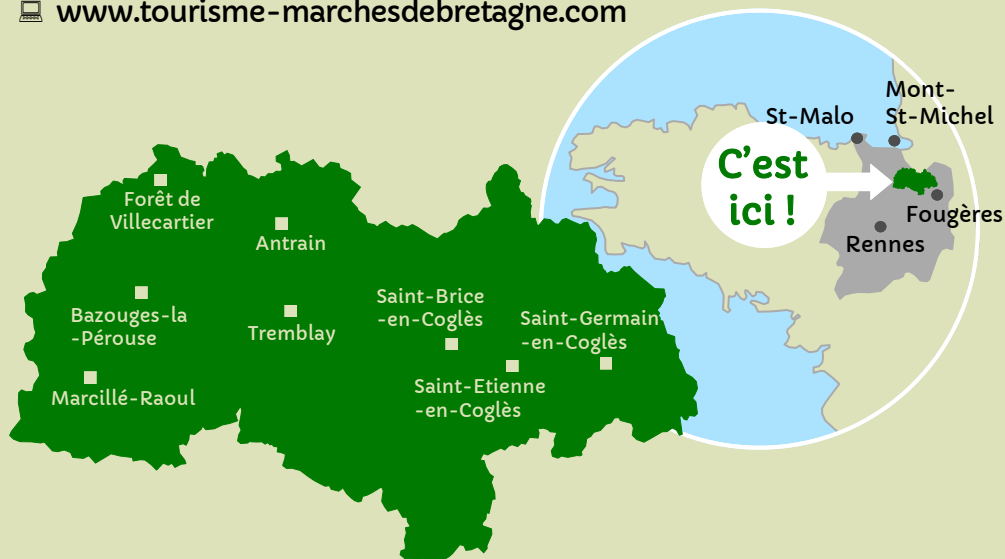 www.tourisme-marchesdebretagne.com
Mont-
St-Michel
St-Malo
C'est
ici !
Fougères
Rennes
Forêt de
Villecartier
Antrain
Bazouges-la
-Pérouse
Tremblay
Saint-Brice
-en-Coglès
Saint-Germain
-en-Coglès
Marcillé-Raoul
Saint-Etienne
-en-Coglès